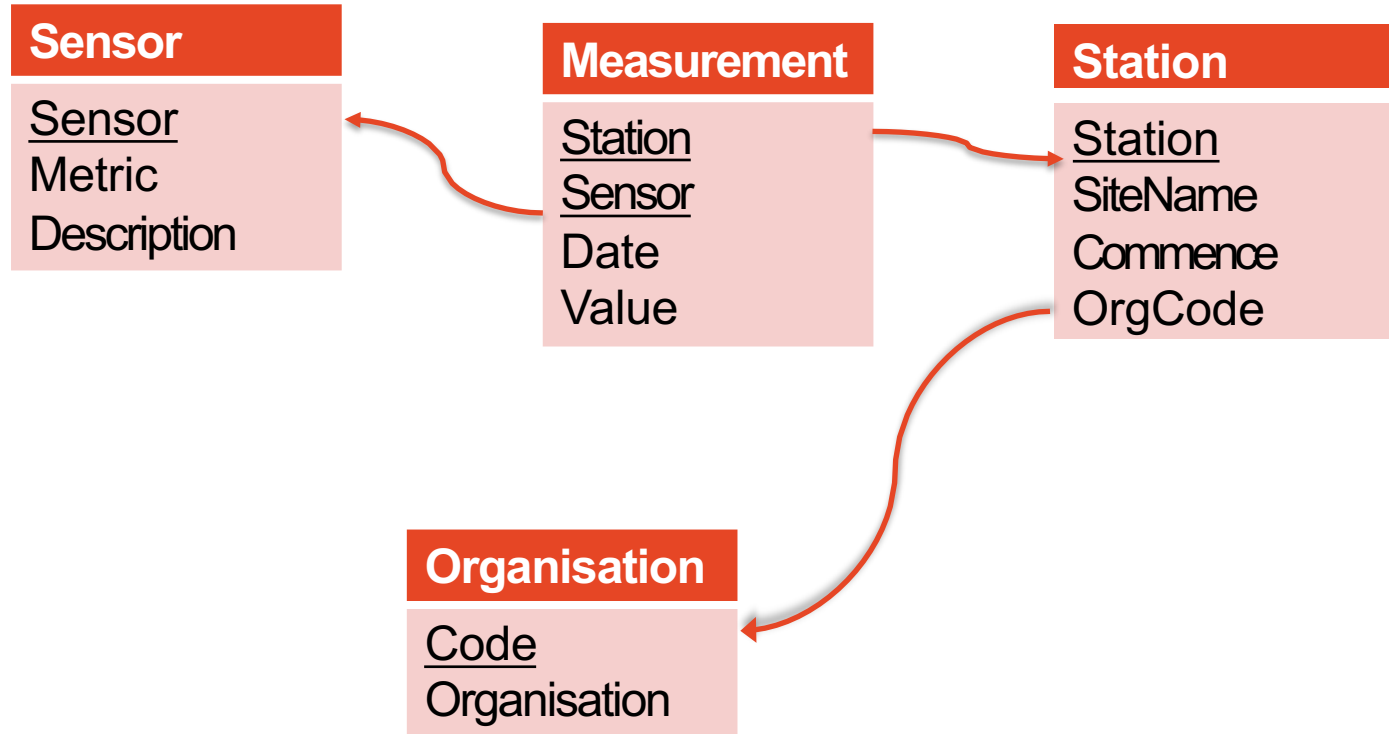 Sensor
Sensor
Metric
Description
Measurement
Station
Sensor
Date
Value
Station
Station
SiteName
Commence
OrgCode
Organisation
Code
Organisation